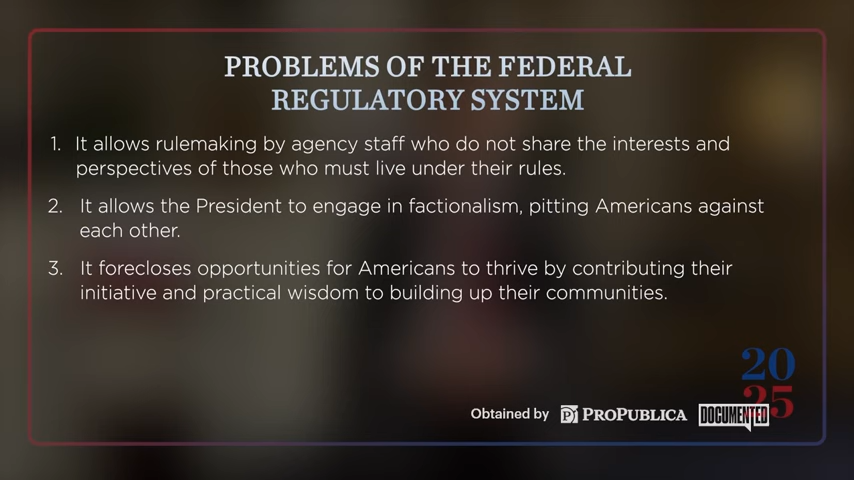 PROBLEMS OF THE FEDERAL
REGULATORY SYSTEM
1. It allows rulemaking by agency staff who do not share the interests and
perspectives of those who must live under their rules.
2. It allows the President to engage in factionalism, pitting Americans against
each other.
3. It forecloses opportunities for Americans to thrive by contributing their
initiative and practical wisdom to building up their communities.
20
25
Obtained by PROPUBLICA DOCUMENTED